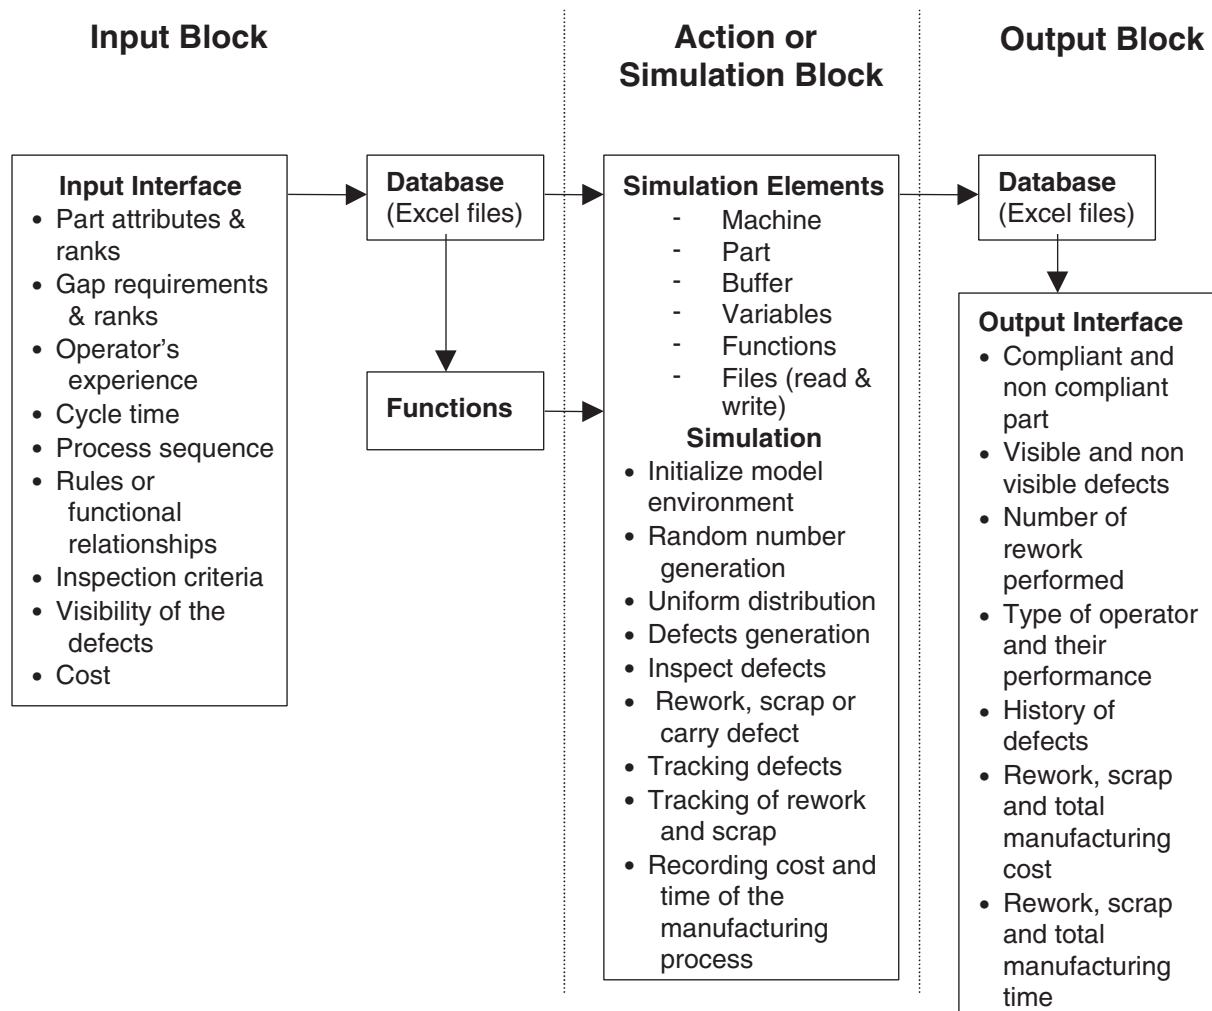 Input Block
Action or
Simulation Block
Output Block
Input Interface
• Part attributes &
ranks
• Gap requirements
& ranks
• Operator's
experience
• Cycle time
• Process sequence
• Rules or
functional
relationships
• Inspection criteria
• Visibility of the
defects
• Cost
Database
(Excel files)
Functions
Simulation Elements
- Machine
- Part
- Buffer
- Variables
- Functions
- Files (read &
write)
Simulation
• Initialize model
environment
• Random number
generation
• Uniform distribution
• Defects generation
• Inspect defects
• Rework, scrap or
carry defect
• Tracking defects
• Tracking of rework
and scrap
• Recording cost and
time of the
manufacturing
process
Database
(Excel files)
Output Interface
• Compliant and
non compliant
part
• Visible and non
visible defects
• Number of
rework
performed
• Type of operator
and their
performance
• History of
defects
• Rework, scrap
and total
manufacturing
cost
• Rework, scrap
and total
manufacturing
time